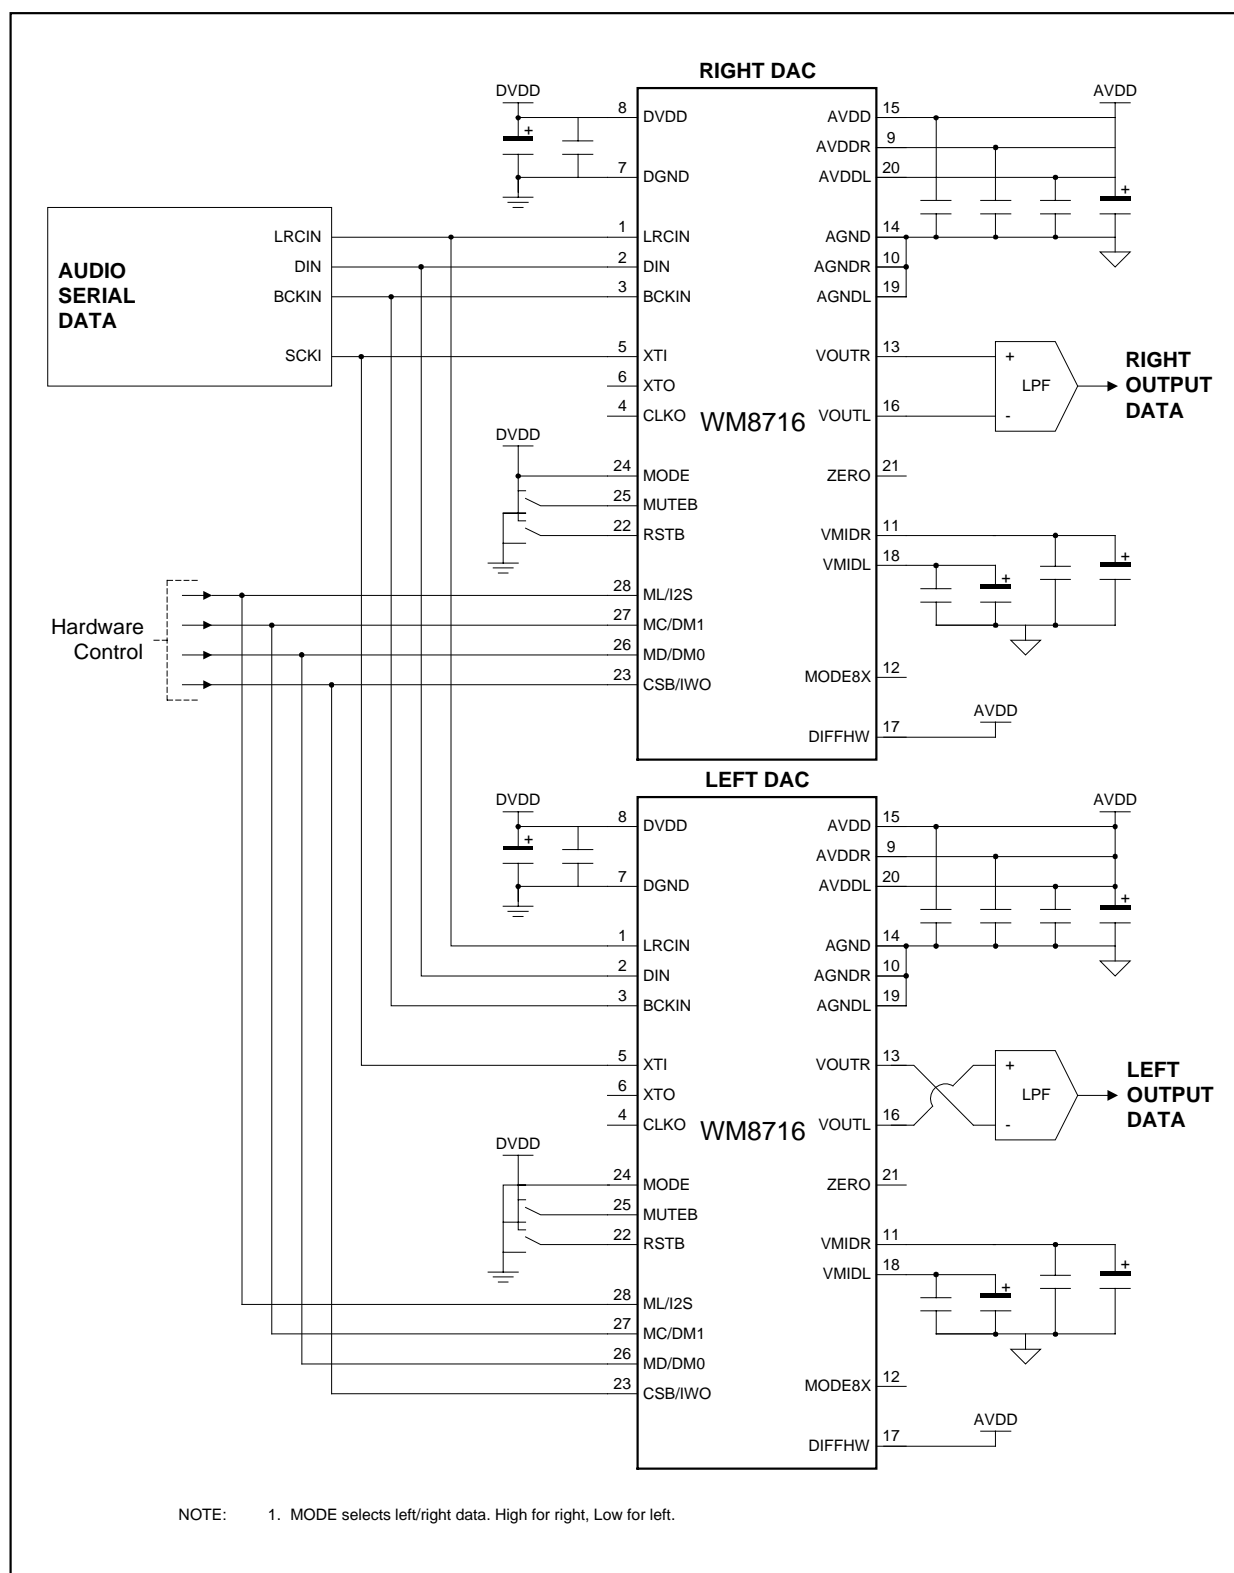 RIGHT DAC
DVDD
AVDD
8 DVDD
AVDD 15
AVDDR 9
7 DGND
AVDDL 20
+
+
AUDIO
SERIAL
DATA
LRCIN
DIN
BCKIN
SCKI
1 LRCIN
AGND 14
2 DIN
AGNDR 10
3 BCKIN
AGNDL 19
5 XTI
VOUTR 13
6 XTO
4 CLKO
WM8716
VOUTL 16
+
LPF
-
RIGHT
OUTPUT
DATA
DVDD
24 MODE
ZERO 21
25 MUTEB
22 RSTB
VMIDR 11
VMIDL 18
+
+
Hardware
Control
28 ML/I2S
27 MC/DM1
26 MD/DM0
23 CSB/IWO
MODE8X 12
AVDD
DIFFHW 17
LEFT DAC
DVDD
AVDD
8 DVDD
AVDD 15
AVDDR 9
7 DGND
AVDDL 20
+
+
1 LRCIN
AGND 14
2 DIN
AGNDR 10
3 BCKIN
AGNDL 19
5 XTI
VOUTR 13
6 XTO
4 CLKO
WM8716
VOUTL 16
+
LPF
-
LEFT
OUTPUT
DATA
DVDD
24 MODE
ZERO 21
25 MUTEB
22 RSTB
VMIDR 11
VMIDL 18
+
+
28 ML/I2S
27 MC/DM1
26 MD/DM0
23 CSB/IWO
MODE8X 12
AVDD
DIFFHW 17
NOTE: 1. MODE selects left/right data. High for right, Low for left.